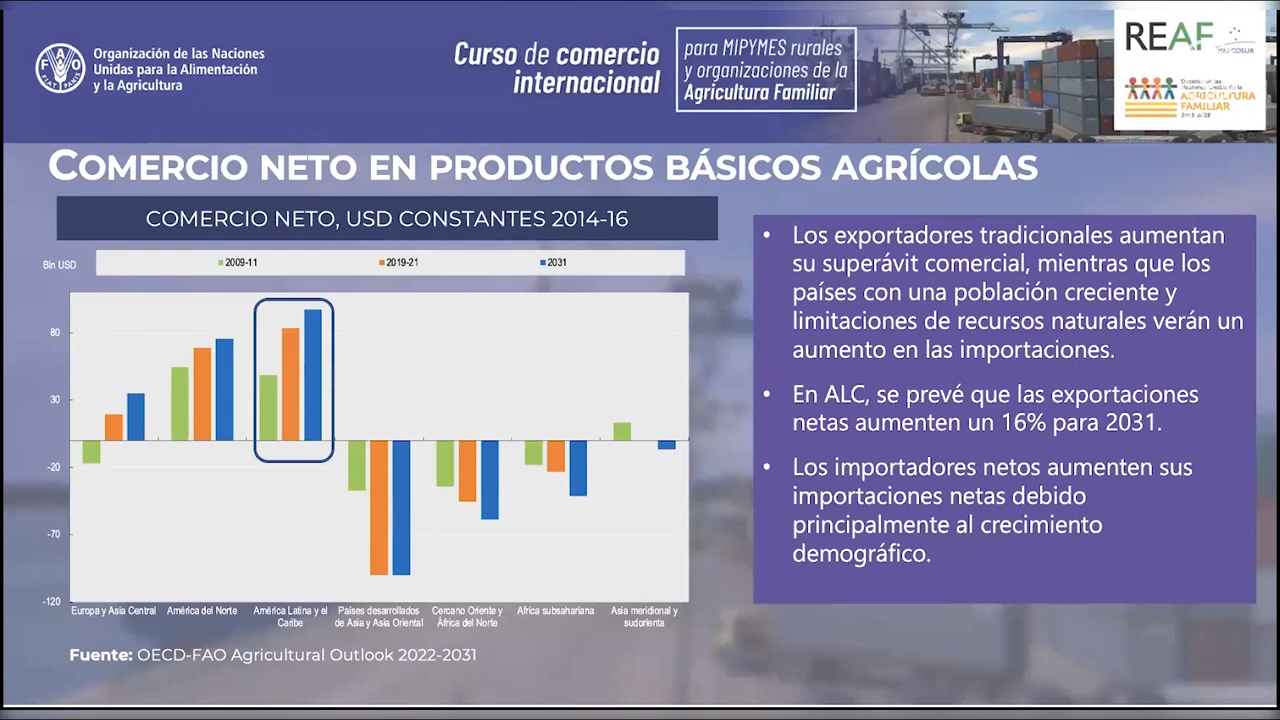 Organización de las Naciones
Unidas para la Alimentación
y la Agricultura
Curso de comercio
internacional
para MIPYMES rurales
y organizaciones de la
Agricultura Familiar
REAF
MERCOSUR
AGRICULTURA
FAMILIAR
COMERCIO NETO EN PRODUCTOS BÁSICOS AGRÍCOLAS
COMERCIO NETO, USD CONSTANTES 2014-16
Bln USD
2009-11
2019-21
2031
80
30
-20
-70
-120
Europa y Asia Central
América del Norte
América Latina y el
Caribe
Países desarrollados
de Asia y Asia Oriental
Cercano Oriente y
África del Norte
Africa subsahariana
Asia meridional y
sudorienta
Fuente: OECD-FAO Agricultural Outlook 2022-2031
• Los exportadores tradicionales aumentan
su superávit comercial, mientras que los
países con una población creciente y
limitaciones de recursos naturales verán un
aumento en las importaciones.
• En ALC, se prevé que las exportaciones
netas aumenten un 16% para 2031.
• Los importadores netos aumenten sus
importaciones netas debido
principalmente al crecimiento
demográfico.